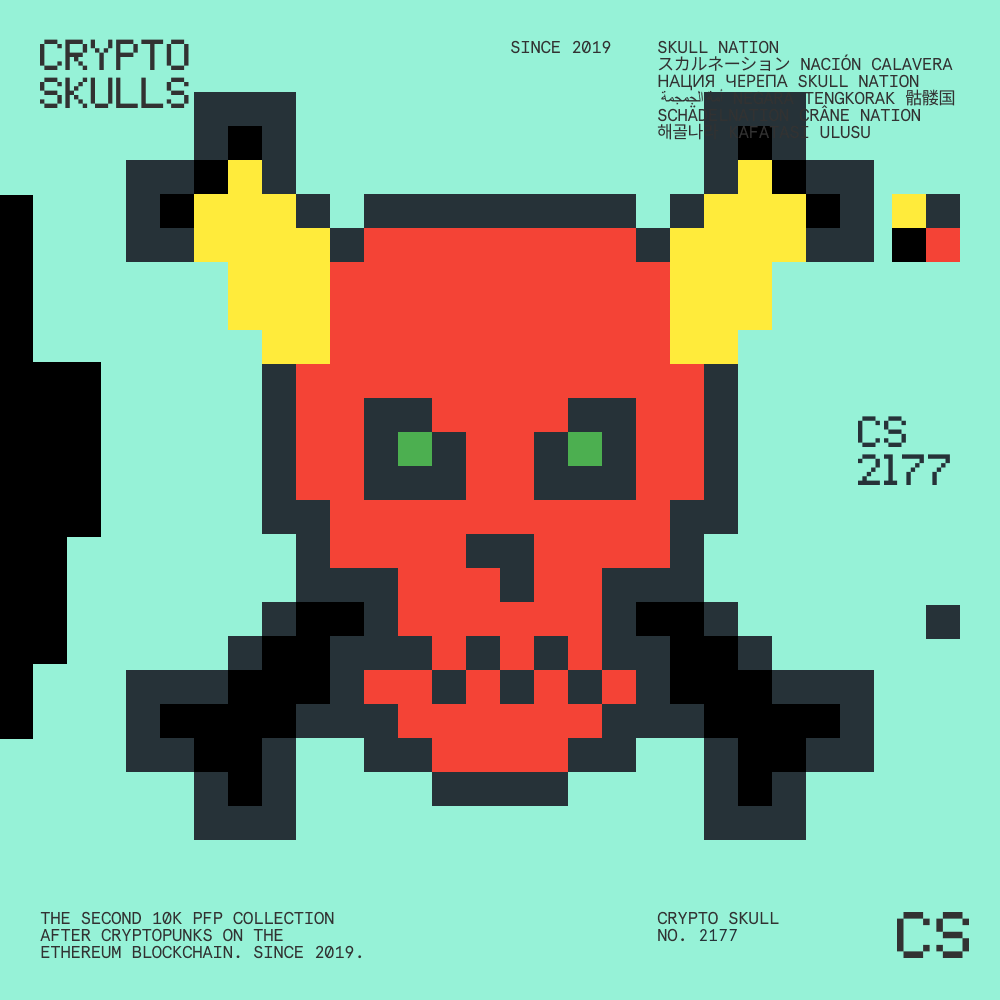 CRYPTO
SKULLS
SINCE 2019
SKULL NATION
スカルネーション NACIÓN CALAVERA
НАЦИЯ ЧЕРЕПА SKULL NATION
الجمجمة TENGKORAK 骷髅国
CRÂNE NATION
해골나 ULUSU
CS
2177
THE SECOND 10K PFP COLLECTION
AFTER CRYPTOPUNKS ON THE
ETHEREUM BLOCKCHAIN. SINCE 2019.
CRYPTO SKULL
NO. 2177
CS